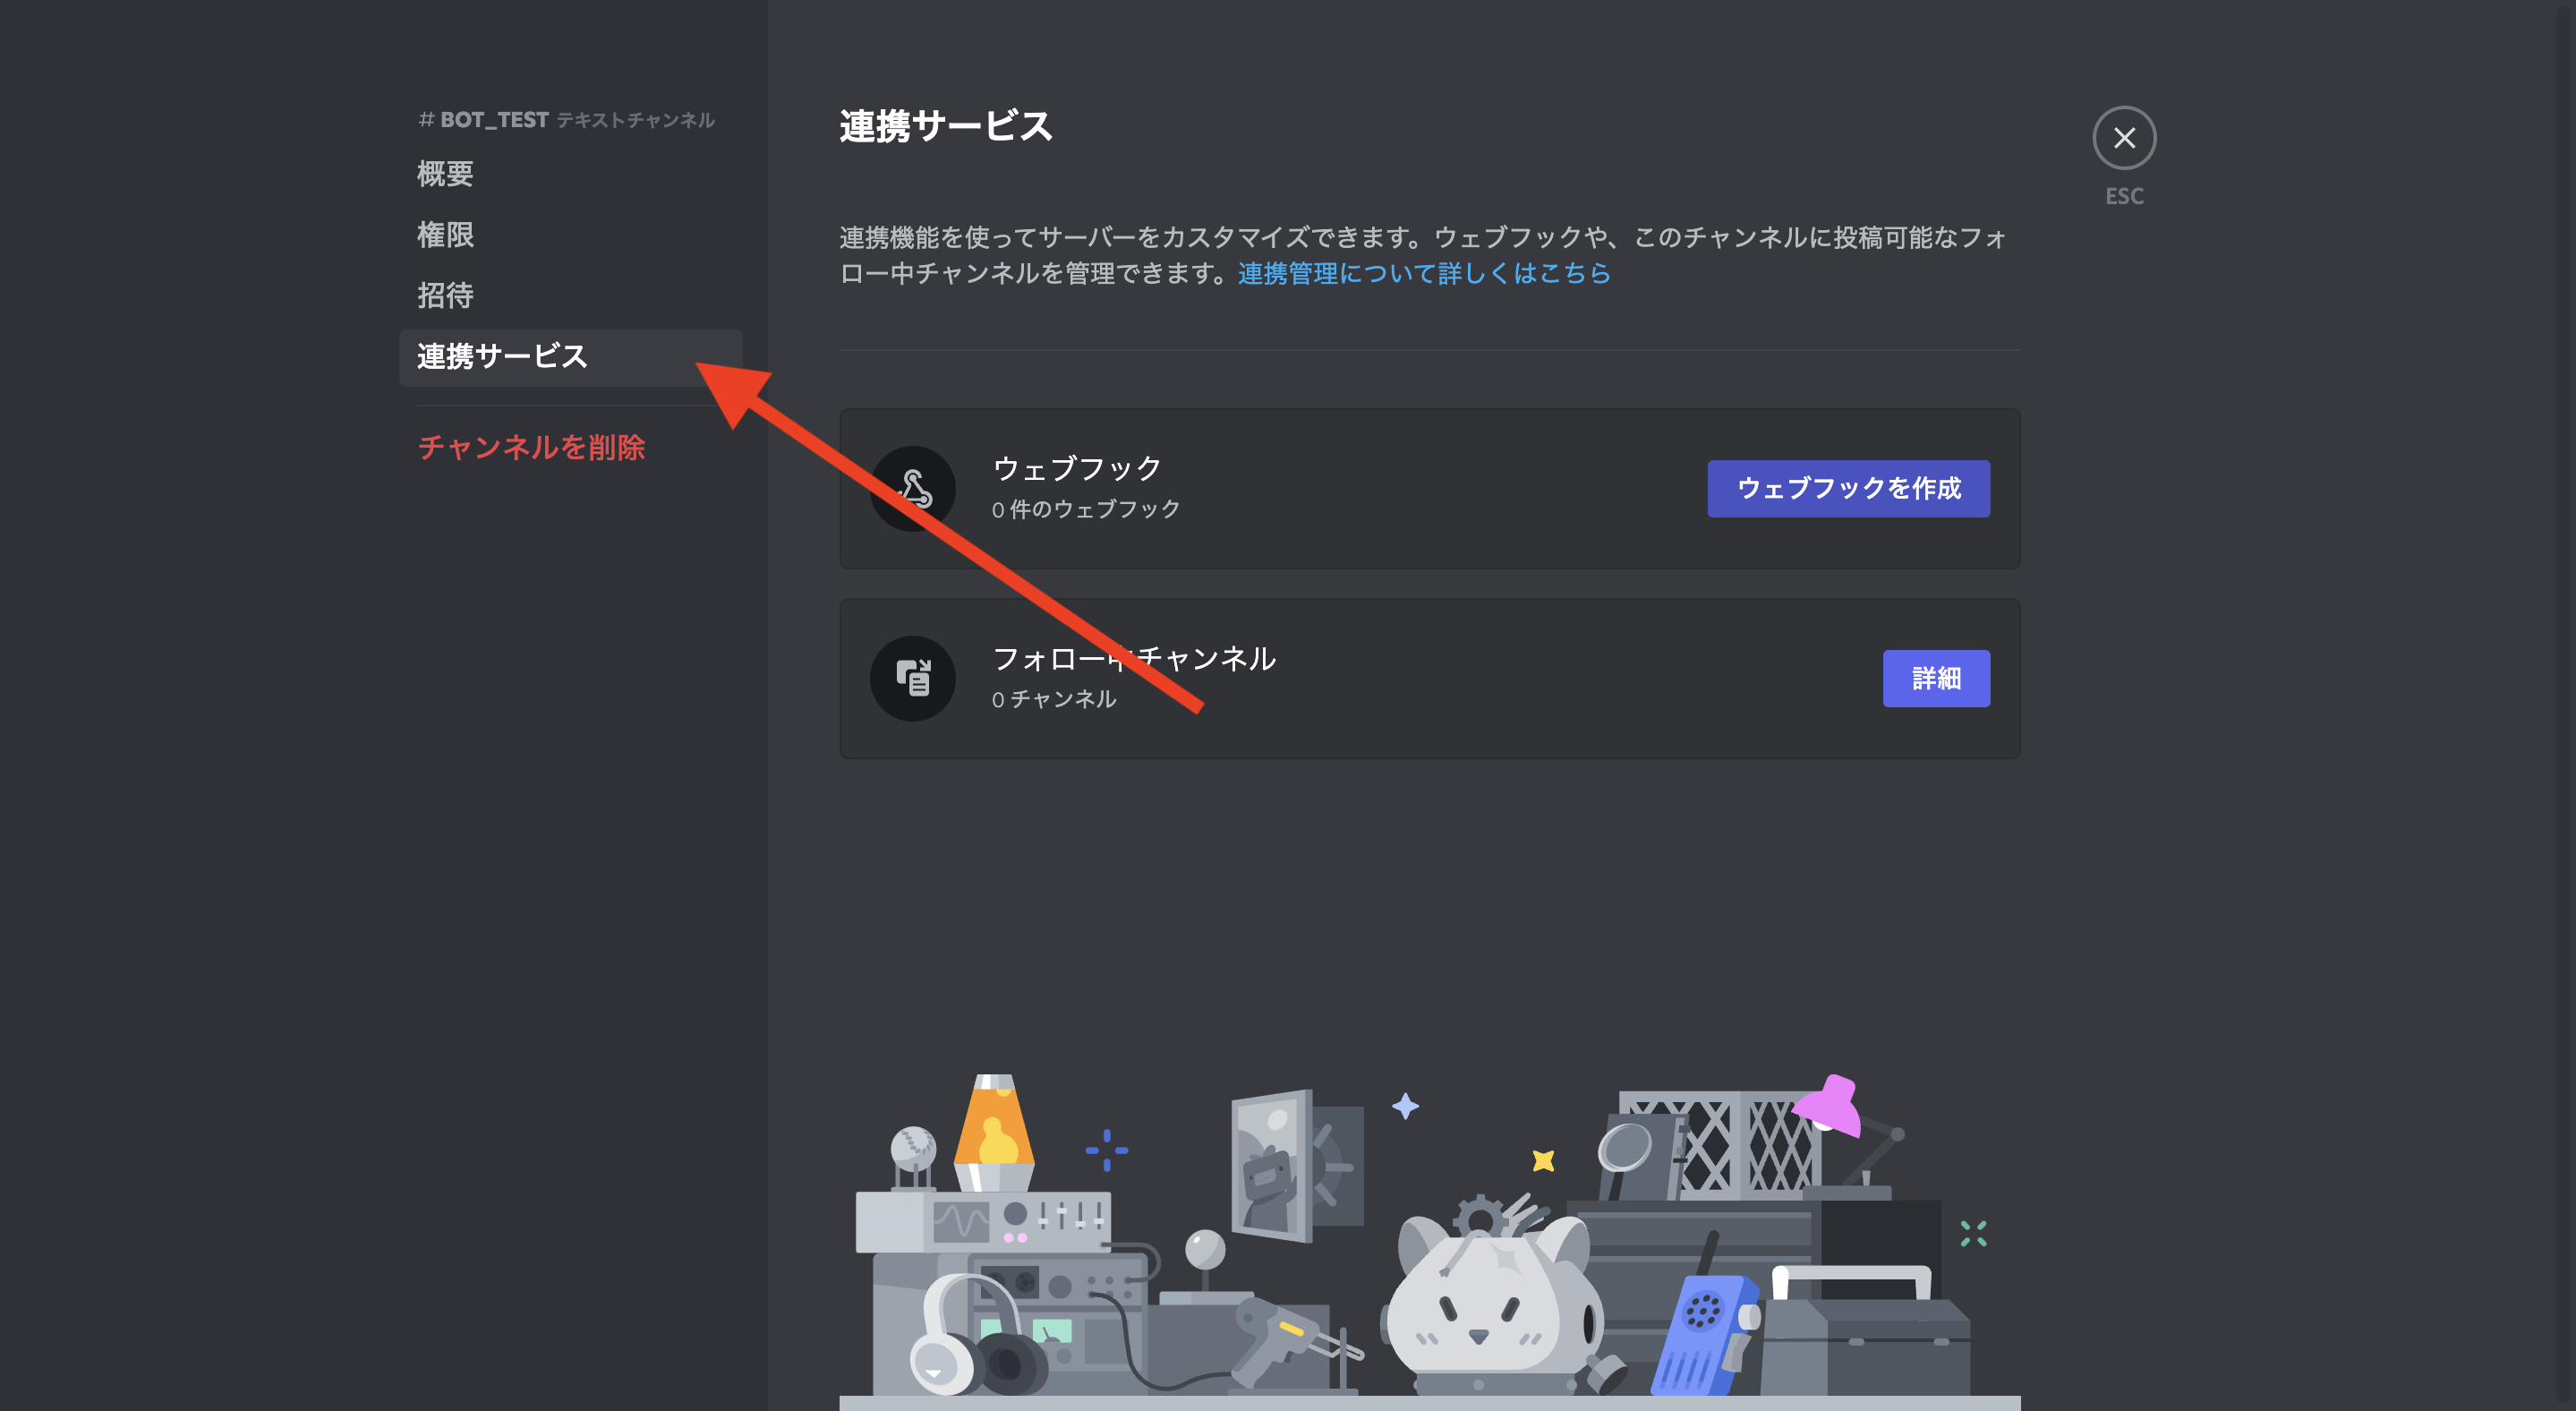 # BOT_TEST テキストチャンネル
概要
権限
招待
連携サービス
チャンネルを削除
連携サービス
ESC
連携機能を使ってサーバーをカスタマイズできます。ウェブフックや、このチャンネルに投稿可能なフォ
ロー中チャンネルを管理できます。連携管理について詳しくはこちら
ウェブフック
0 件のウェブフック
ウェブフックを作成
フォロー中チャンネル
0 チャンネル
詳細